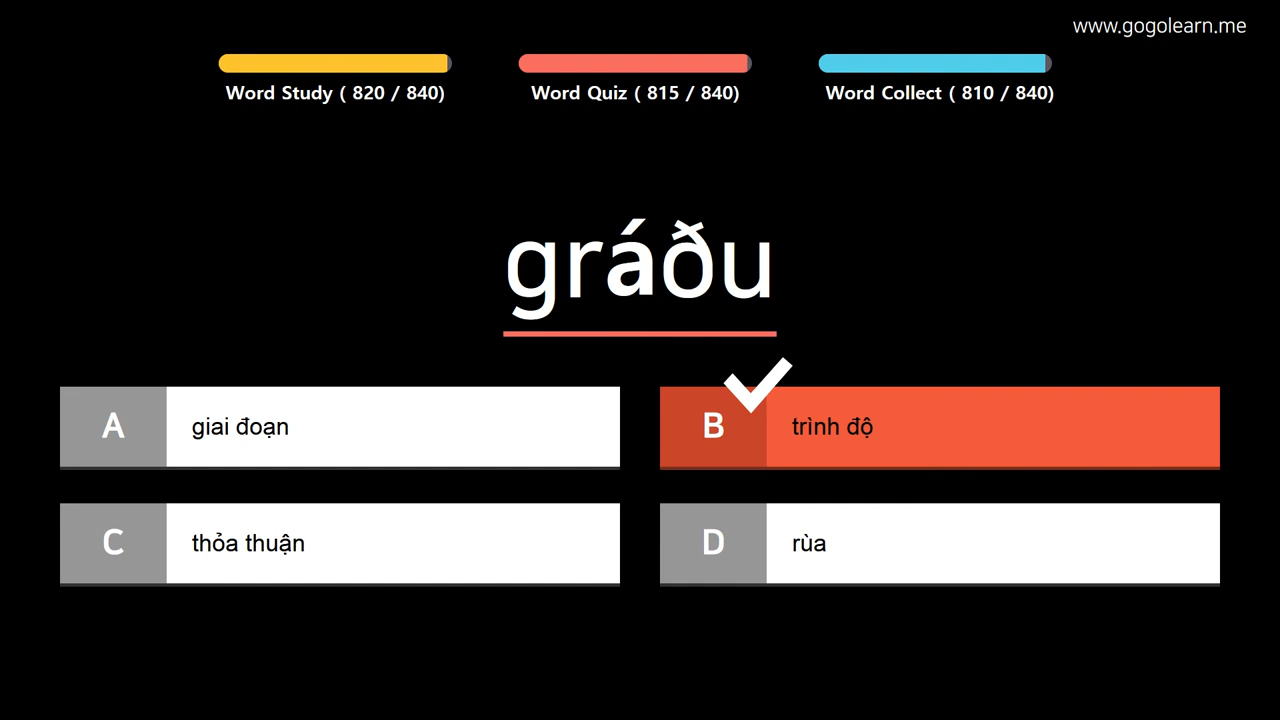 www.gogolearn.me
Word Study ( 820 / 840)
Word Quiz ( 815 / 840)
Word Collect ( 810 / 840)
gráðu
A
giai đoạn
B
trình độ
C
thỏa thuận
D
rùa